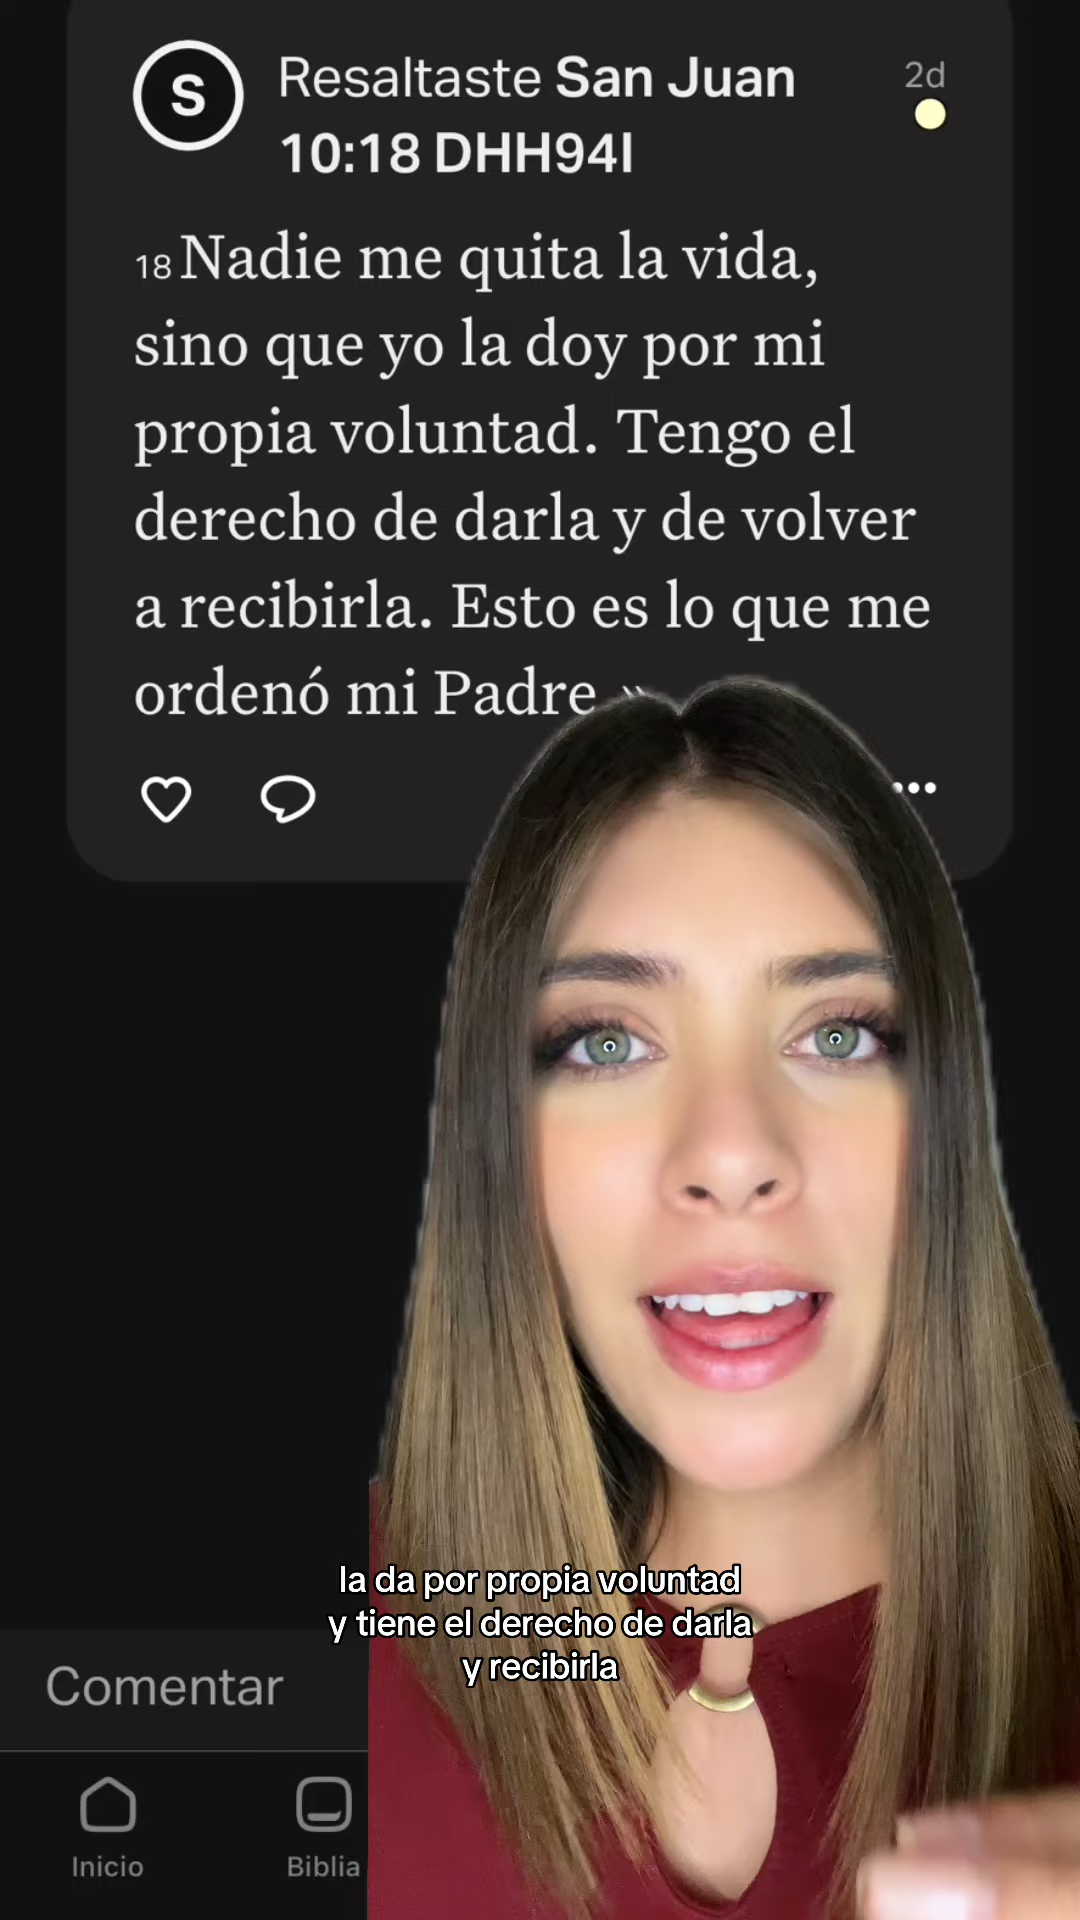 S
Resaltaste San Juan
10:18 DHH94I
2d
18 Nadie me quita la vida,
sino que yo la doy por mi
propia voluntad. Tengo el
derecho de darla y de volver
a recibirla. Esto es lo que me
ordenó mi Padre.»
la da por propia voluntad
y tiene el derecho de darla
y recibirla
Comentar
Inicio
Biblia